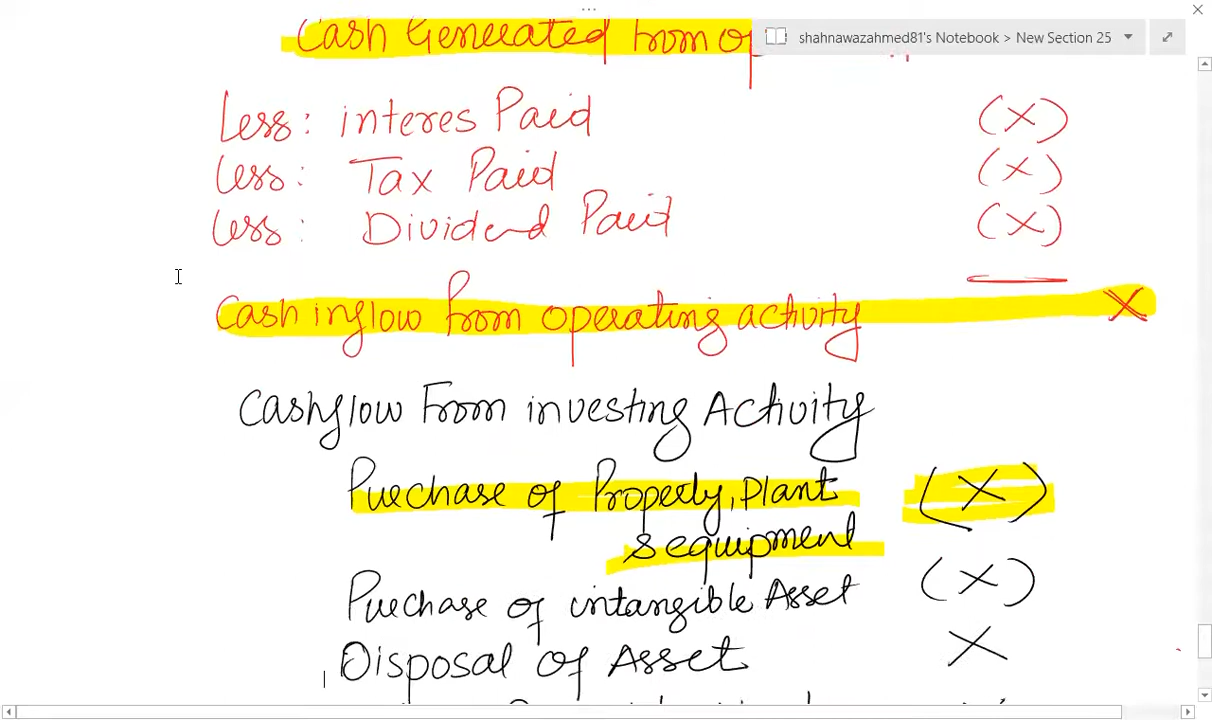 shahnawazahmed81's Notebook > New Section 25
Cash Generated from op
Less: interes Paid (X)
Less: Tax Paid (X)
Less: Dividend Paid (X)
Cash inflow from operating activity X
Cashflow From investing Activity
Purchase of Property, Plant (X)
& equipment
Purchase of intangible Asset (X)
Disposal of Asset X